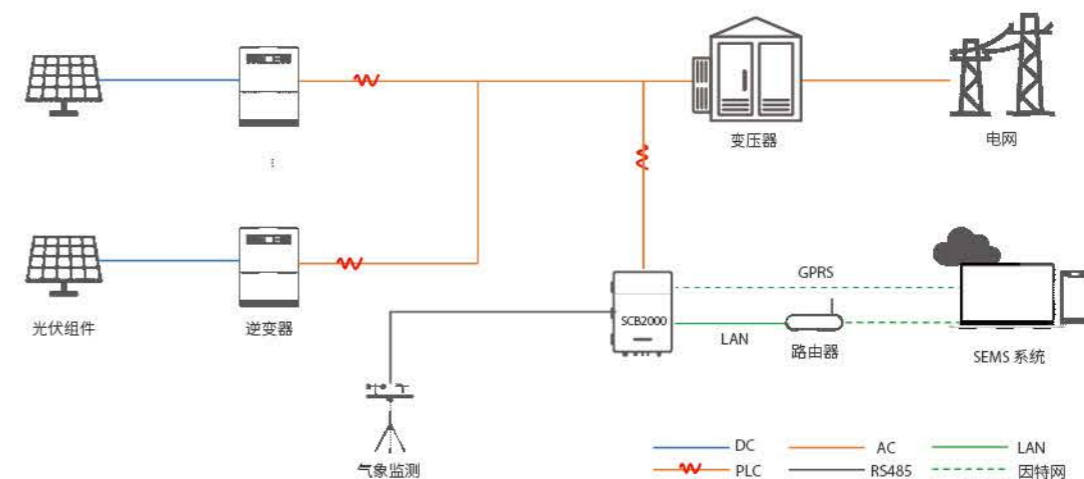 变压器
电网
光伏组件
逆变器
SCB2000
GPRS
LAN
路由器
SEMS 系统
气象监测
DC
AC
LAN
PLC
RS485
因特网